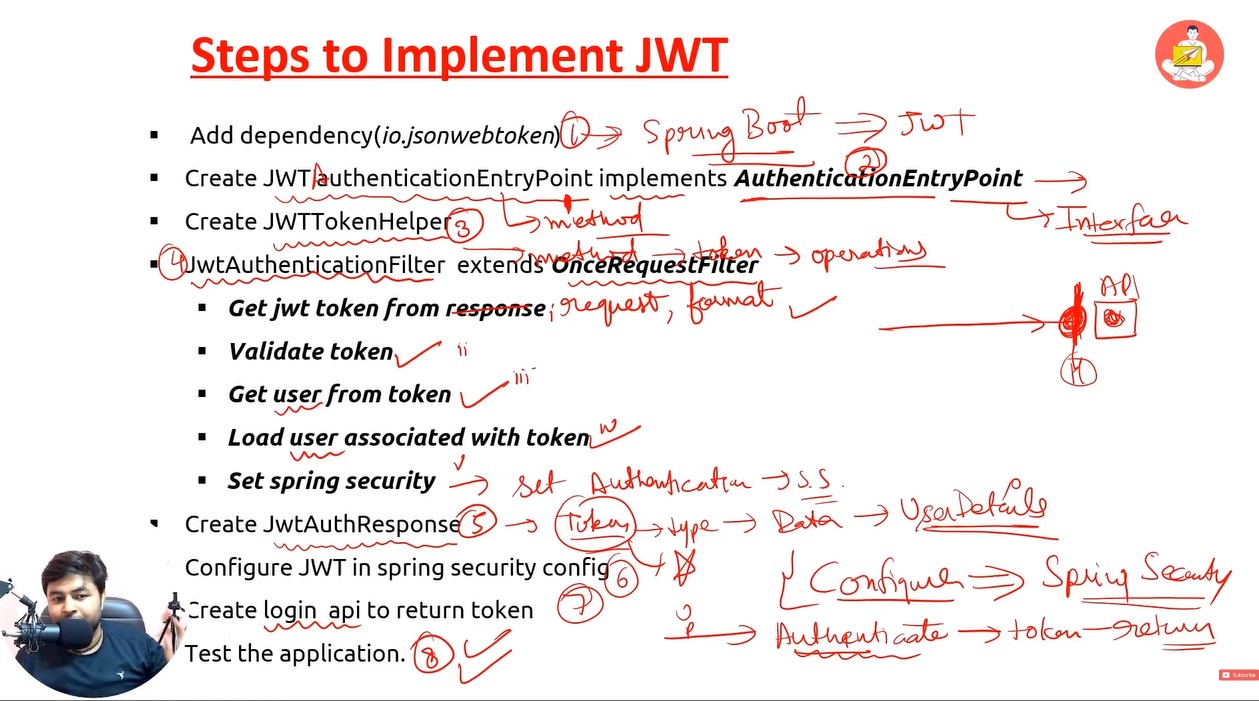 Steps to Implement JWT
Add dependency(io.jsonwebtoken) 1 → Spring Boot ⇒ JWT
2
Create JWTAuthenticationEntryPoint implements AuthenticationEntryPoint →
Create JWTTokenHelper 3 → method → Interface
→ method → token → operations
4 JwtAuthenticationFilter extends OnceRequestFilter
API
Get jwt token from response, request, format
Validate token ii
Get user from token iii
H
Load user associated with token iv
Set spring security v → set Authentication → S.S.
Create JwtAuthResponse 5 → Token → type → Data → UserDetails
Configure JWT in spring security config 6 Configure ⇒ Spring Security
Create login api to return token 7 → Authenticate → token → return
Test the application. 8
Subscribe